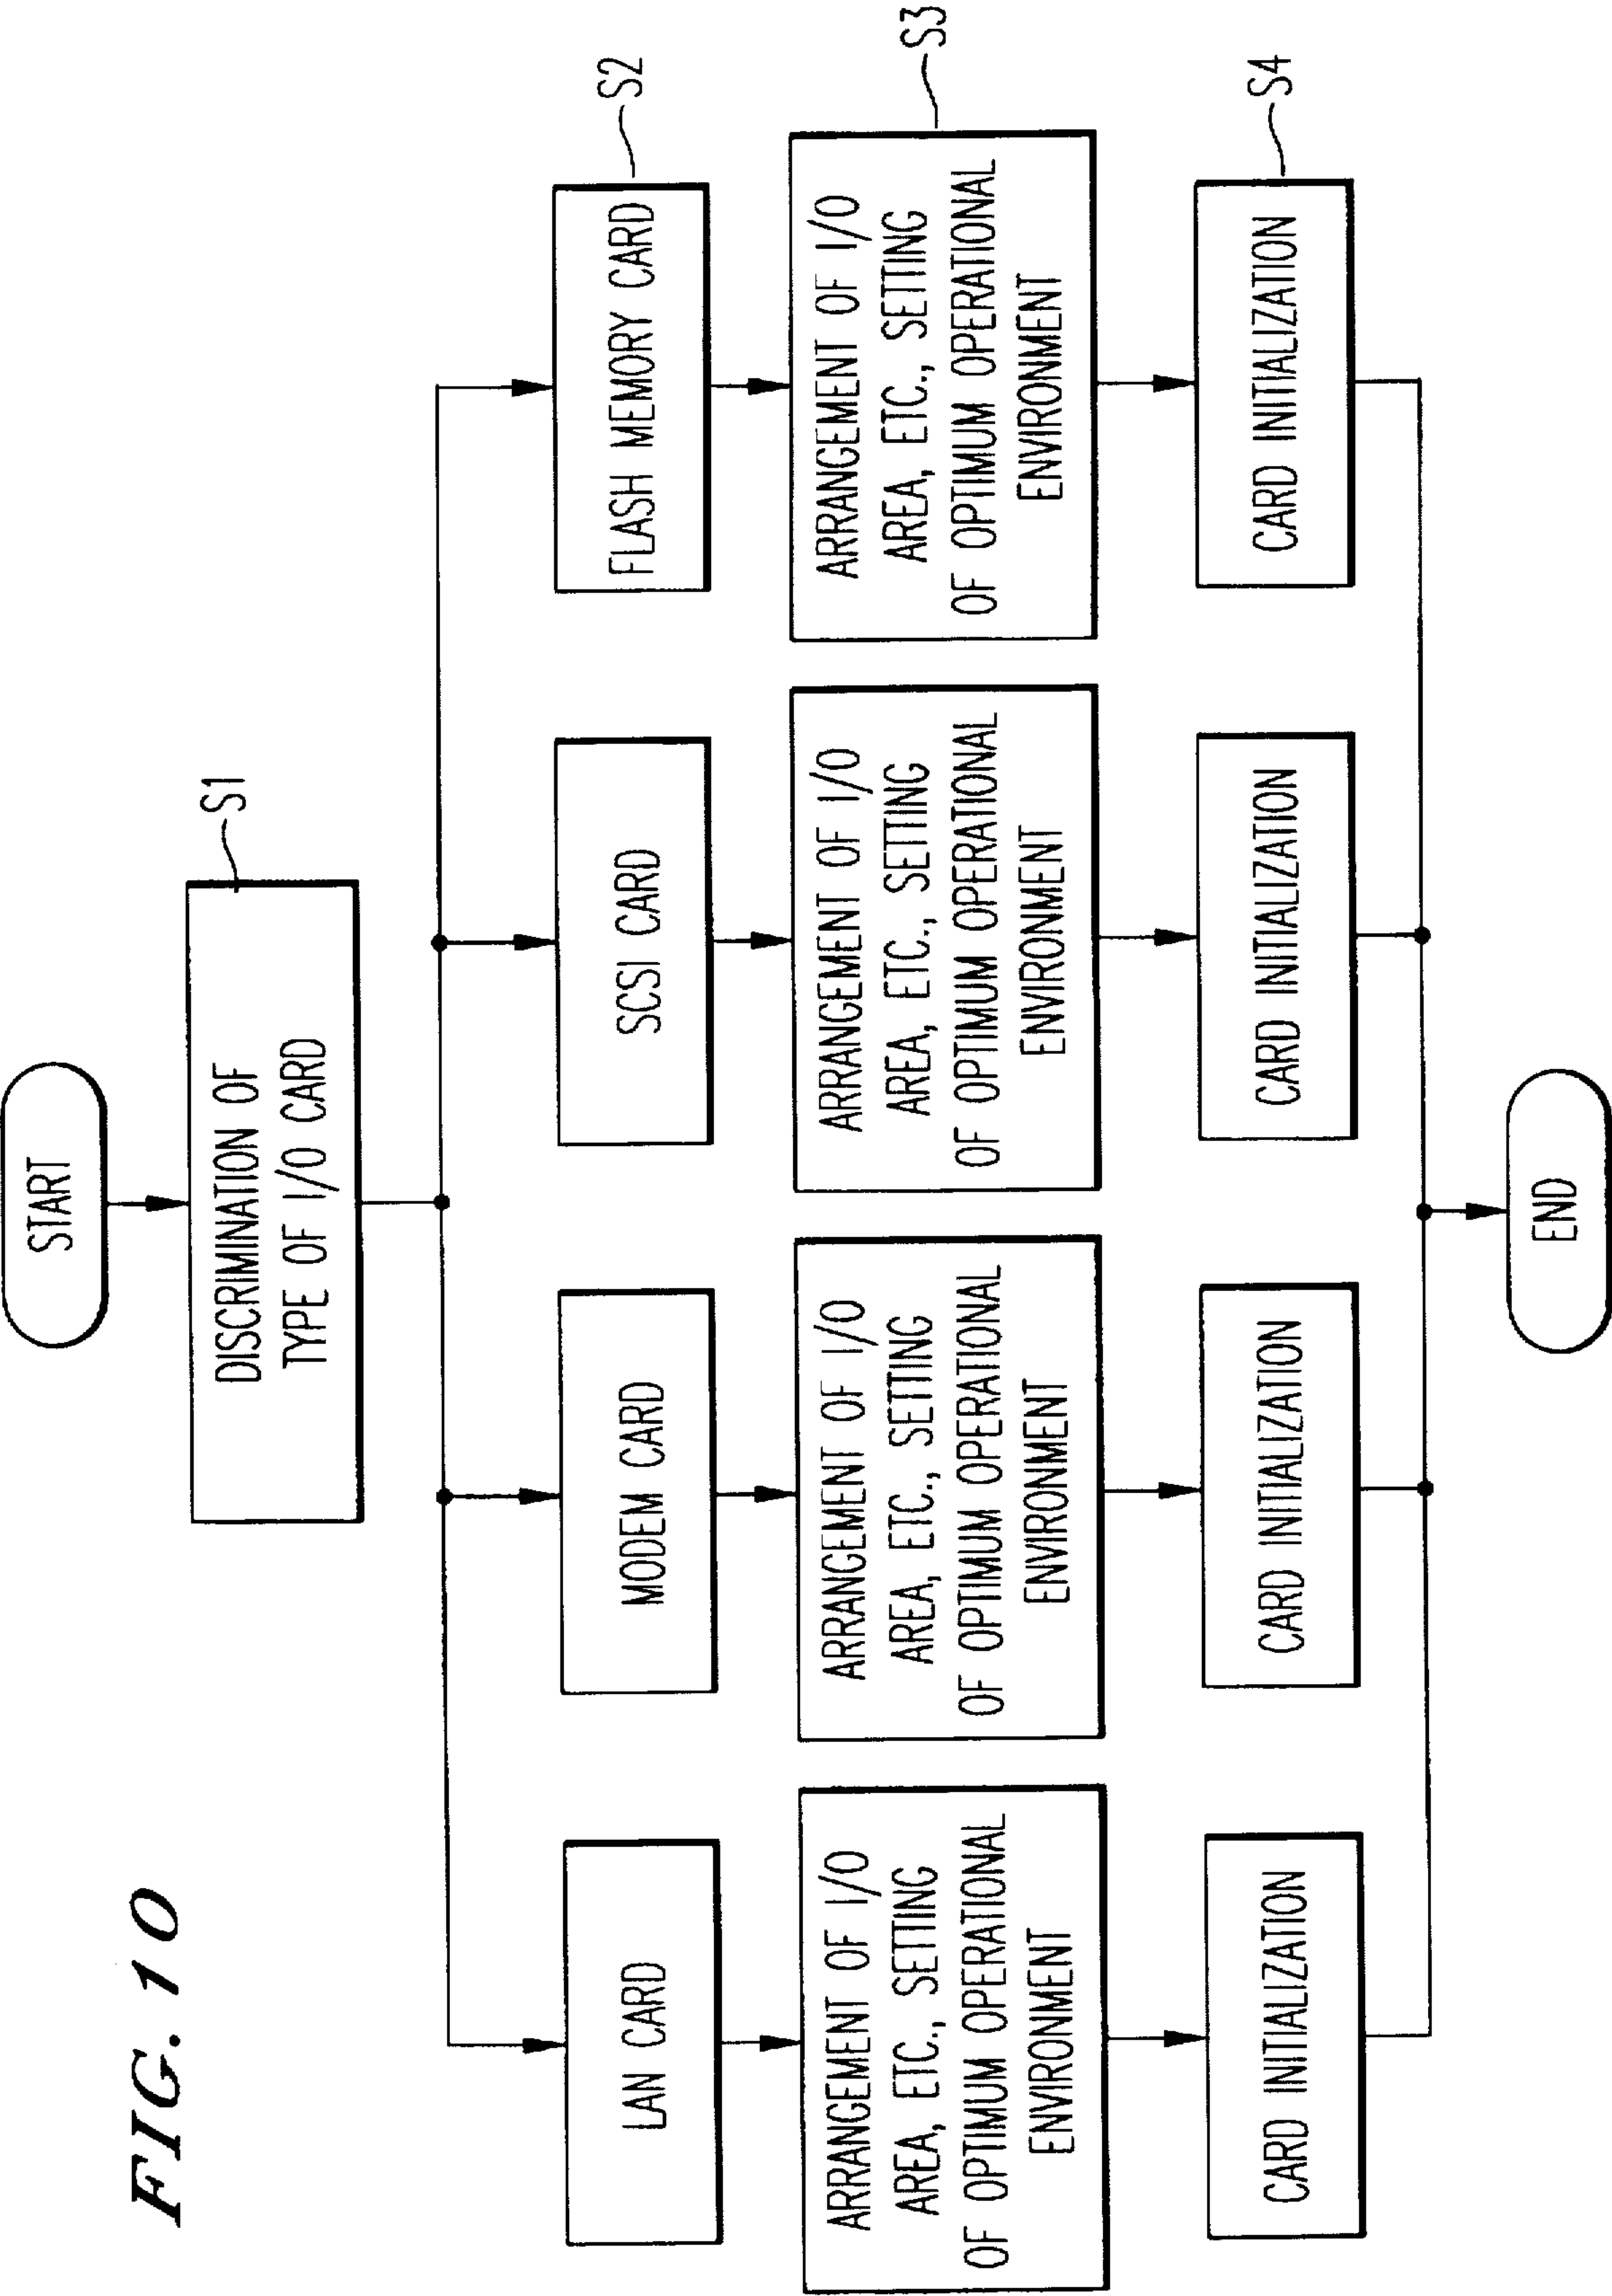 FIG. 10
START
DISCRIMINATION OF
TYPE OF I/O CARD
S1
LAN CARD
MODEM CARD
SCSI CARD
FLASH MEMORY CARD
S2
ARRANGEMENT OF I/O
AREA, ETC., SETTING
OF OPTIMUM OPERATIONAL
ENVIRONMENT
ARRANGEMENT OF I/O
AREA, ETC., SETTING
OF OPTIMUM OPERATIONAL
ENVIRONMENT
ARRANGEMENT OF I/O
AREA, ETC., SETTING
OF OPTIMUM OPERATIONAL
ENVIRONMENT
ARRANGEMENT OF I/O
AREA, ETC., SETTING
OF OPTIMUM OPERATIONAL
ENVIRONMENT
S3
CARD INITIALIZATION
CARD INITIALIZATION
CARD INITIALIZATION
CARD INITIALIZATION
S4
END